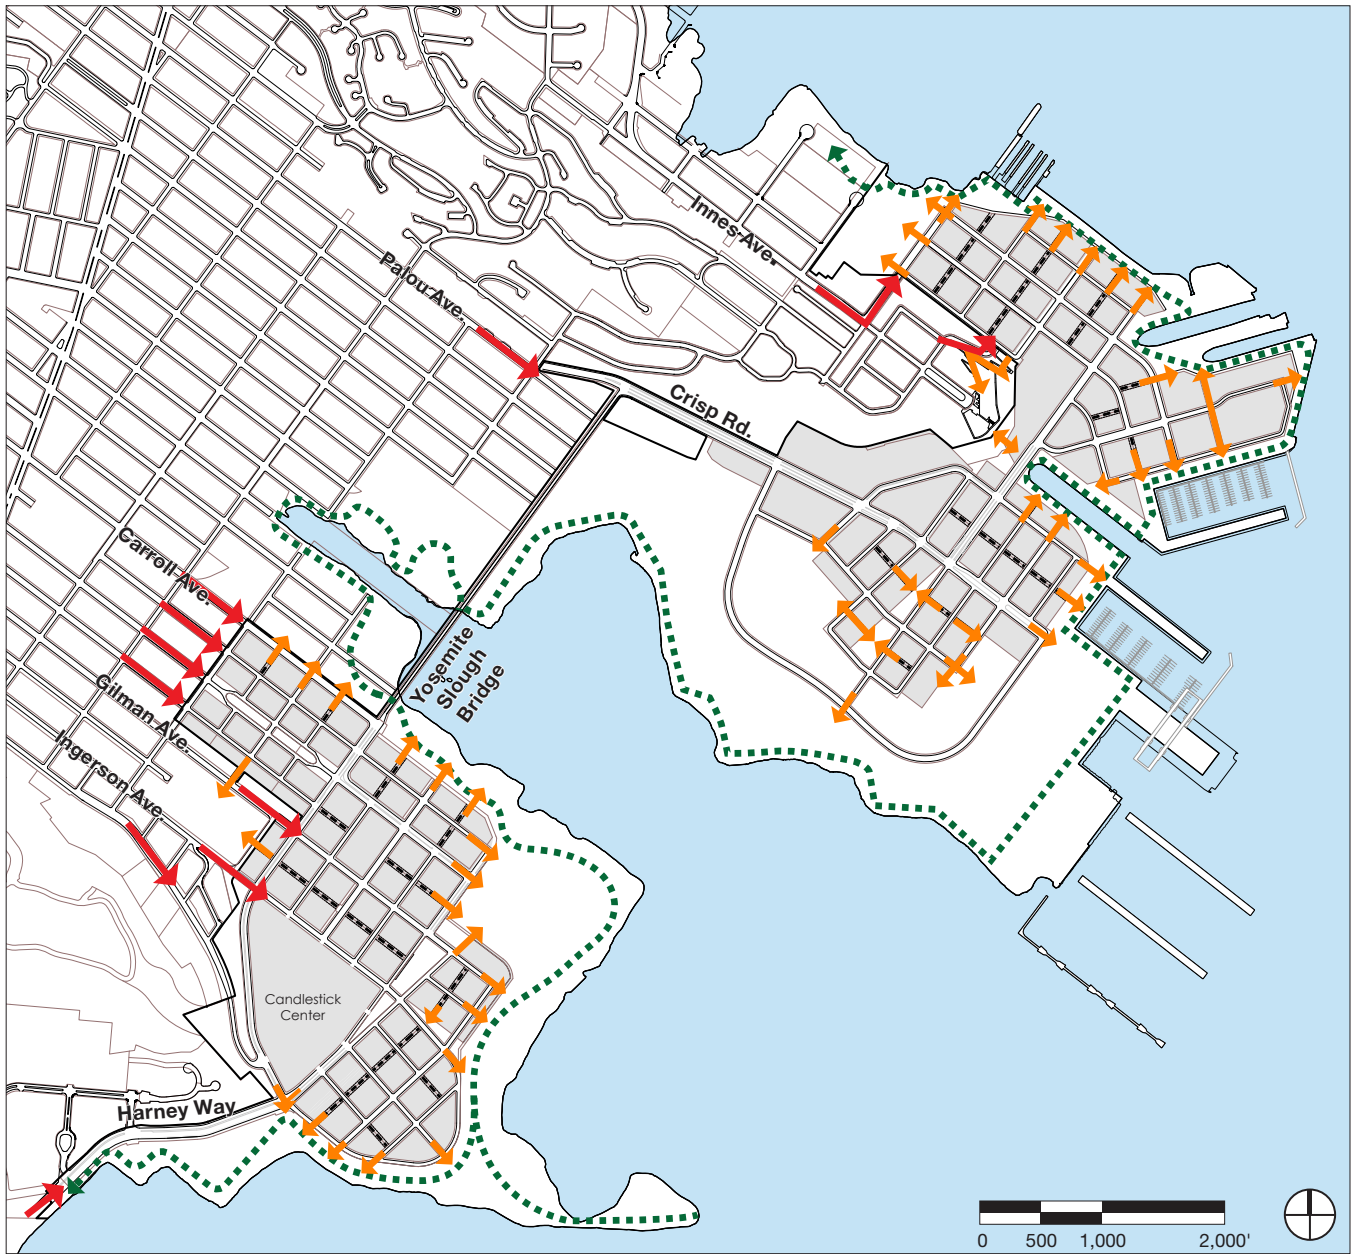 Innes Ave.
Palou Ave.
Crisp Rd.
Carroll Ave.
Yosemite
Slough
Bridge
Gilman Ave.
Ingerson Ave.
Candlestick
Center
Harney Way
0 500 1,000 2,000'